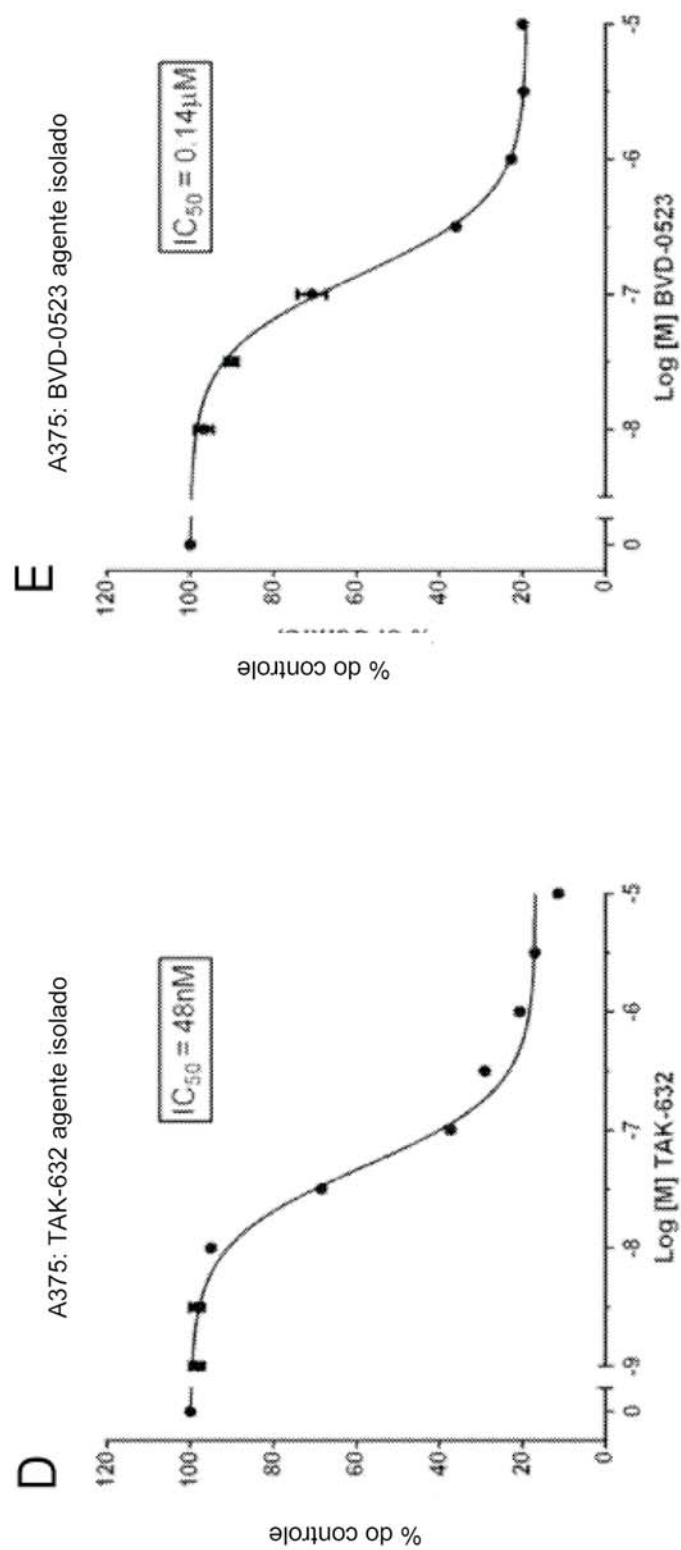 D
A375: TAK-632 agente isolado
IC50 = 48nM
% do controle
120
100
80
60
40
20
0
0
-9
-8
-7
-6
-5
Log [M] TAK-632
E
A375: BVD-0523 agente isolado
IC50 = 0.14µM
% do controle
120
100
80
60
40
20
0
0
-8
-7
-6
-5
Log [M] BVD-0523